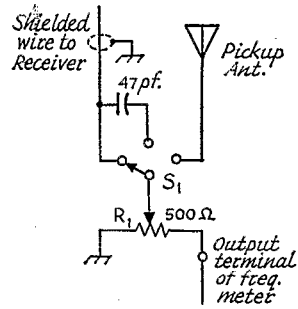 Shielded
wire to
Receiver
Pickup
Ant.
47pf.
S1
R1 500Ω
Output
terminal
of freq.
meter